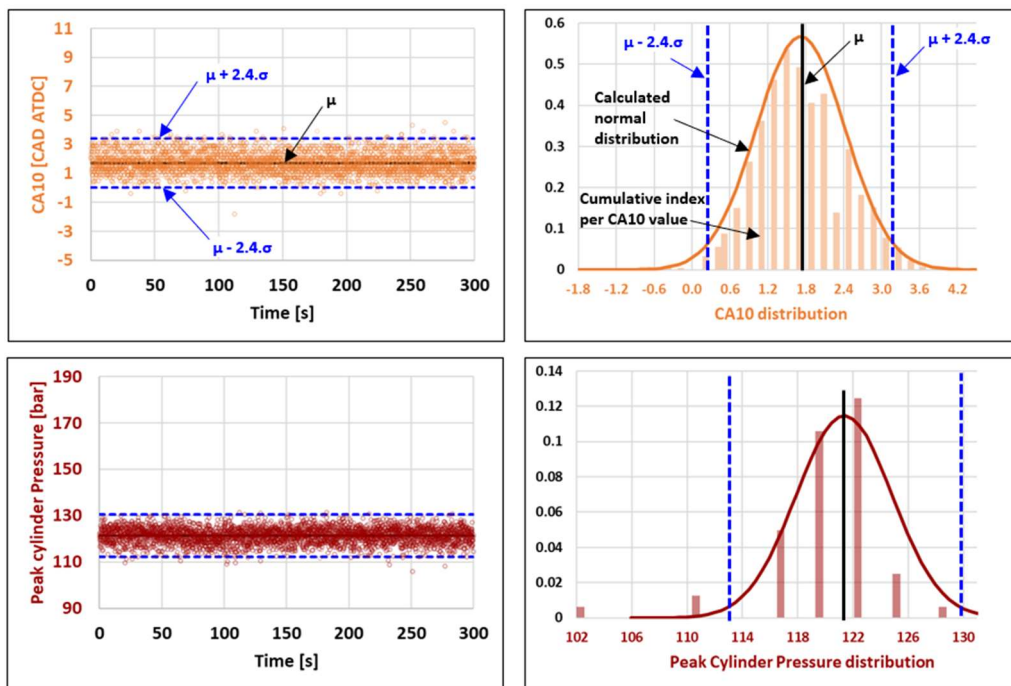 CA10 [CAD ATDC]
11
9
7
5
3
1
-1
-3
-5
μ + 2.4.σ
μ
μ - 2.4.σ
0 50 100 150 200 250 300
Time [s]
0.6
0.5
0.4
0.3
0.2
0.1
0
μ - 2.4.σ
μ
μ + 2.4.σ
Calculated
normal
distribution
Cumulative index
per CA10 value
-1.8 -1.2 -0.6 0.0 0.6 1.2 1.8 2.4 3.0 3.6 4.2
CA10 distribution
Peak cylinder Pressure [bar]
190
170
150
130
110
90
0 50 100 150 200 250 300
Time [s]
0.14
0.12
0.1
0.08
0.06
0.04
0.02
0
102 106 110 114 118 122 126 130
Peak Cylinder Pressure distribution